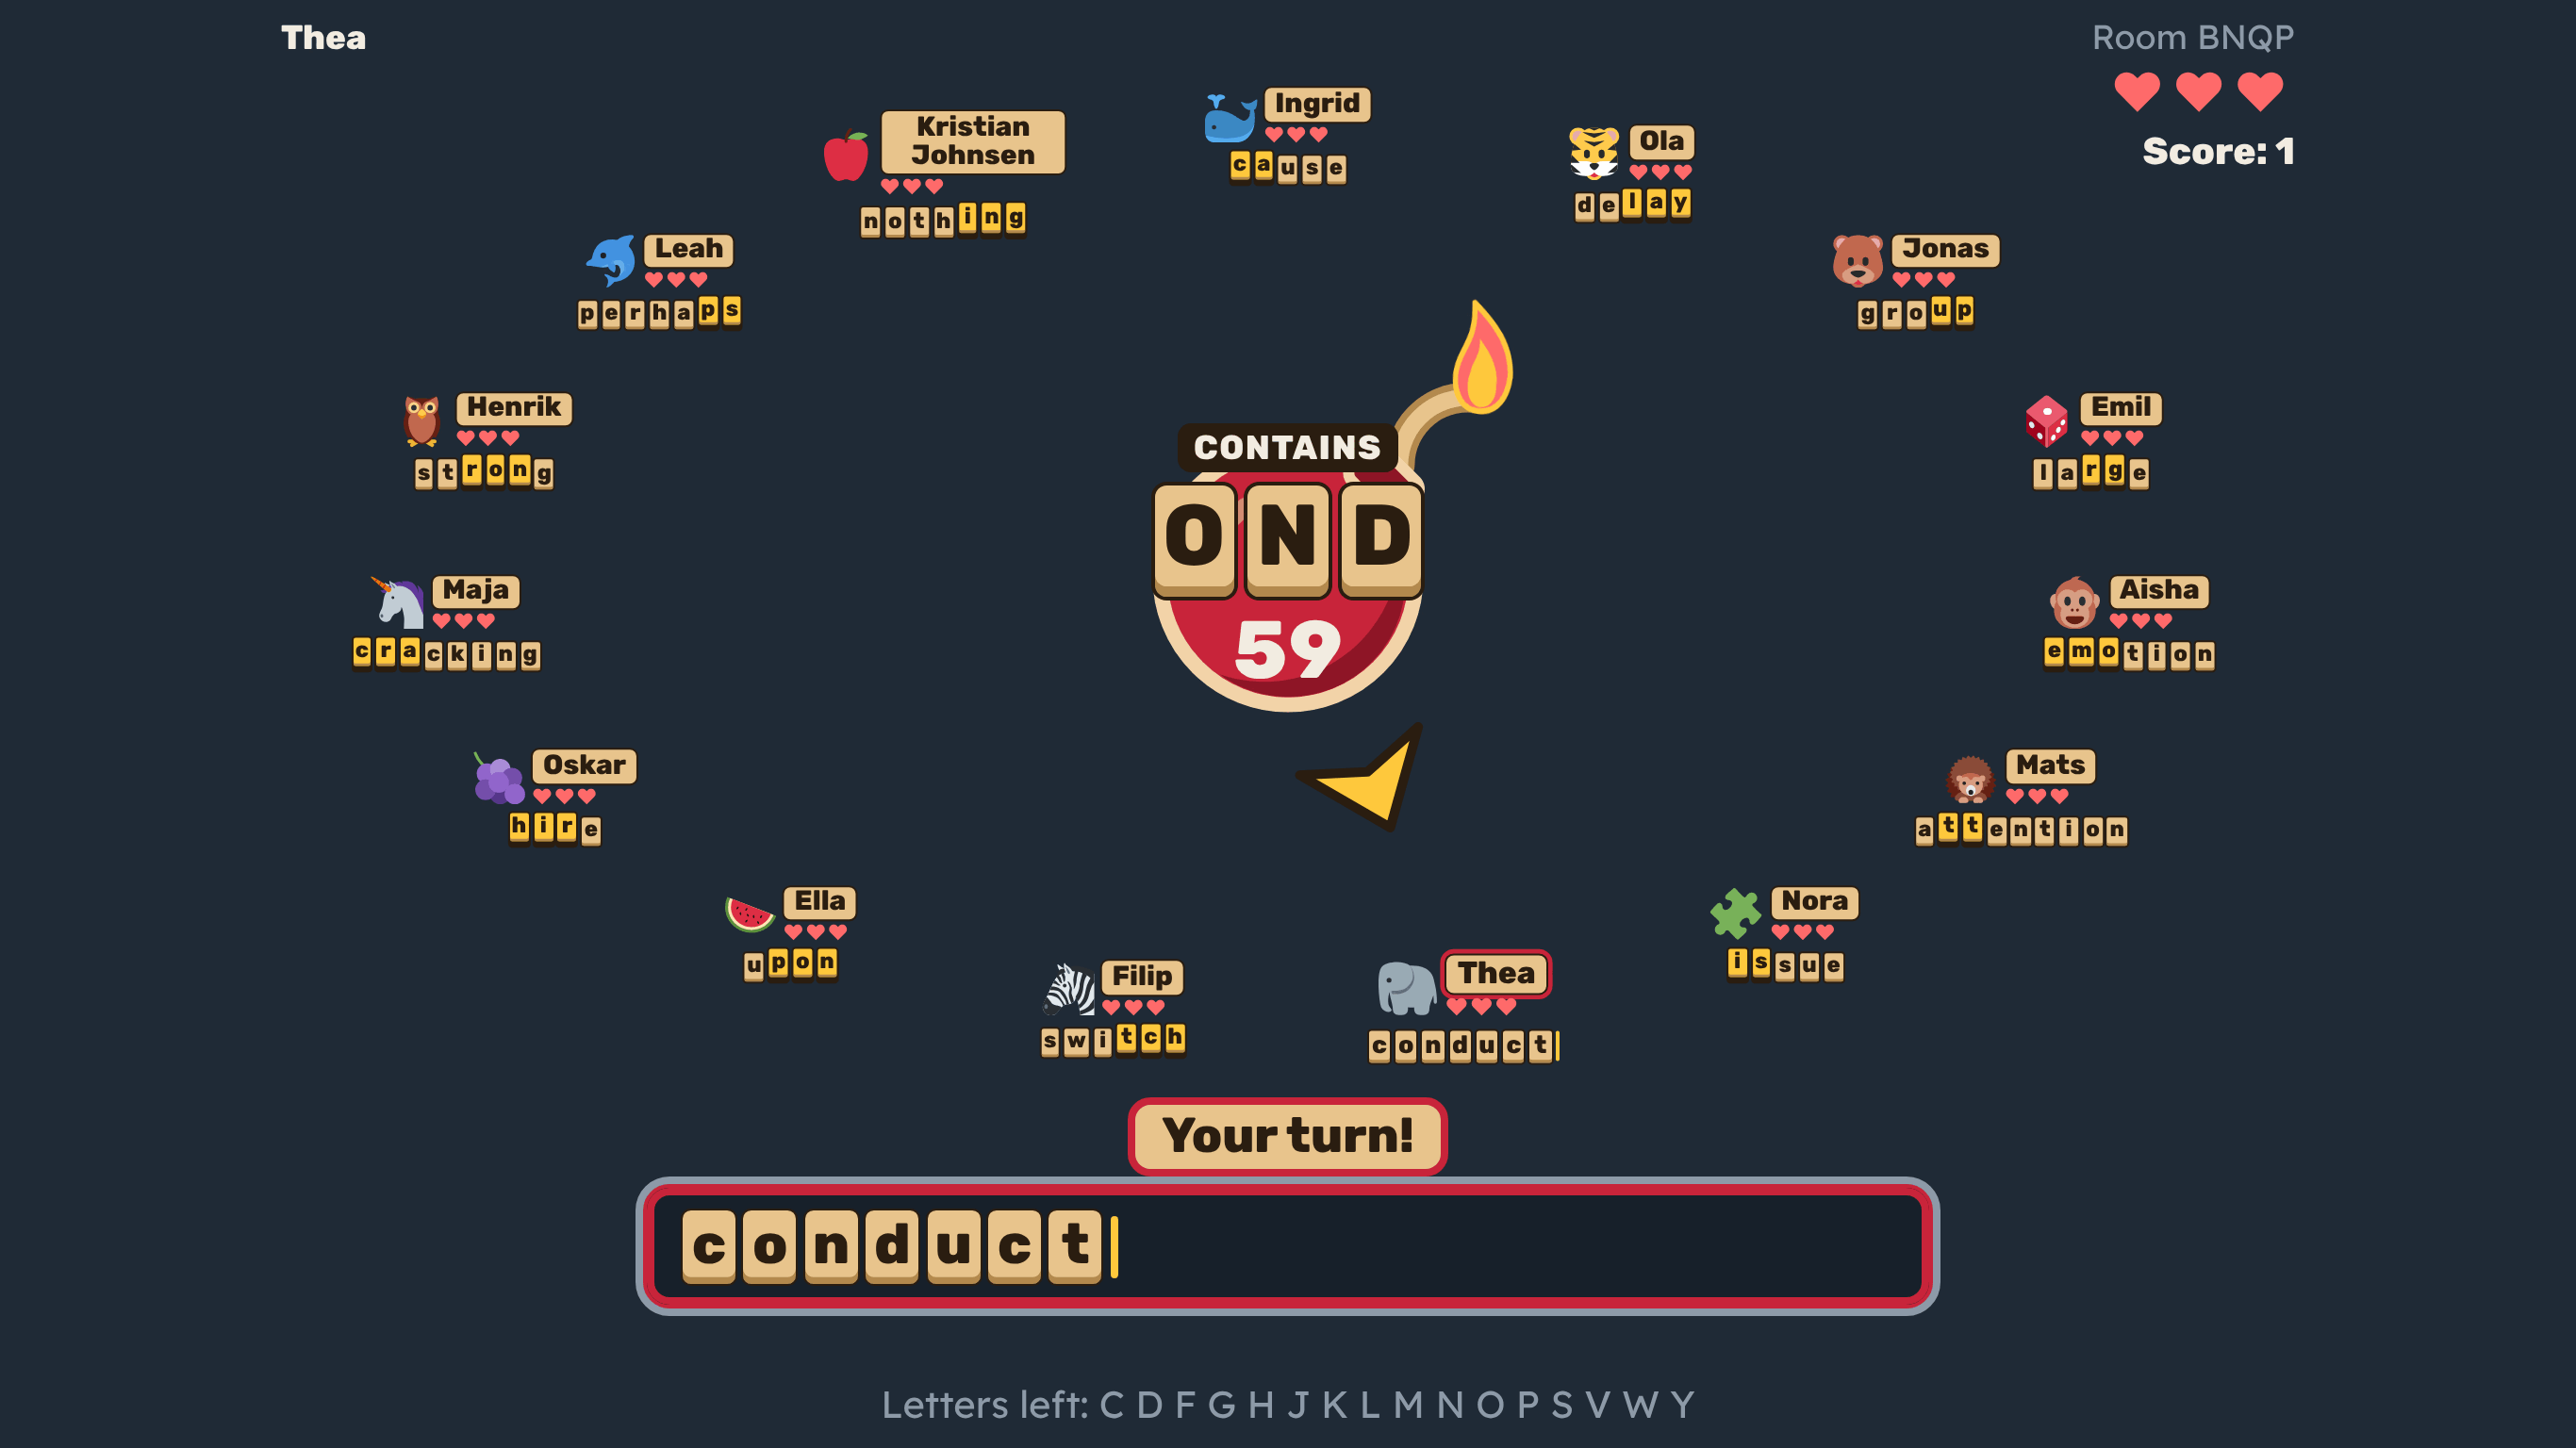 Thea
Room BNQP
Score: 1
Ingrid
cause
Kristian
Johnsen
nothing
Ola
delay
Leah
perhaps
Jonas
group
Henrik
strong
Emil
large
CONTAINS
OND
59
Maja
cracking
Aisha
emotion
Oskar
hire
Mats
attention
Ella
upon
Nora
issue
Filip
switch
Thea
conduct
Your turn!
conduct
Letters left: C D F G H J K L M N O P S V W Y